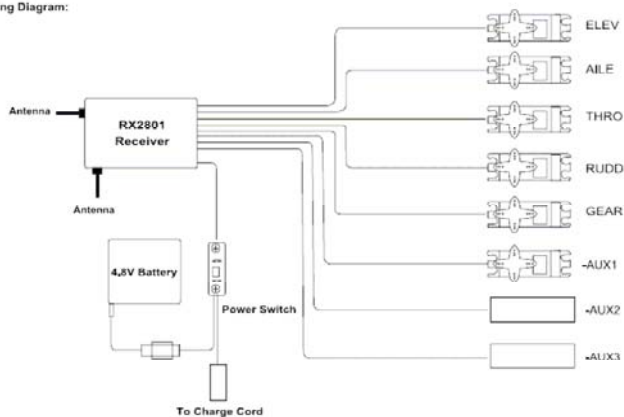 ng Diagram:
ELEV
AILE
Antenna
THRO
RX2801
Receiver
RUDD
Antenna
GEAR
4.8V Battery
-AUX1
Power Switch
-AUX2
-AUX3
To Charge Cord